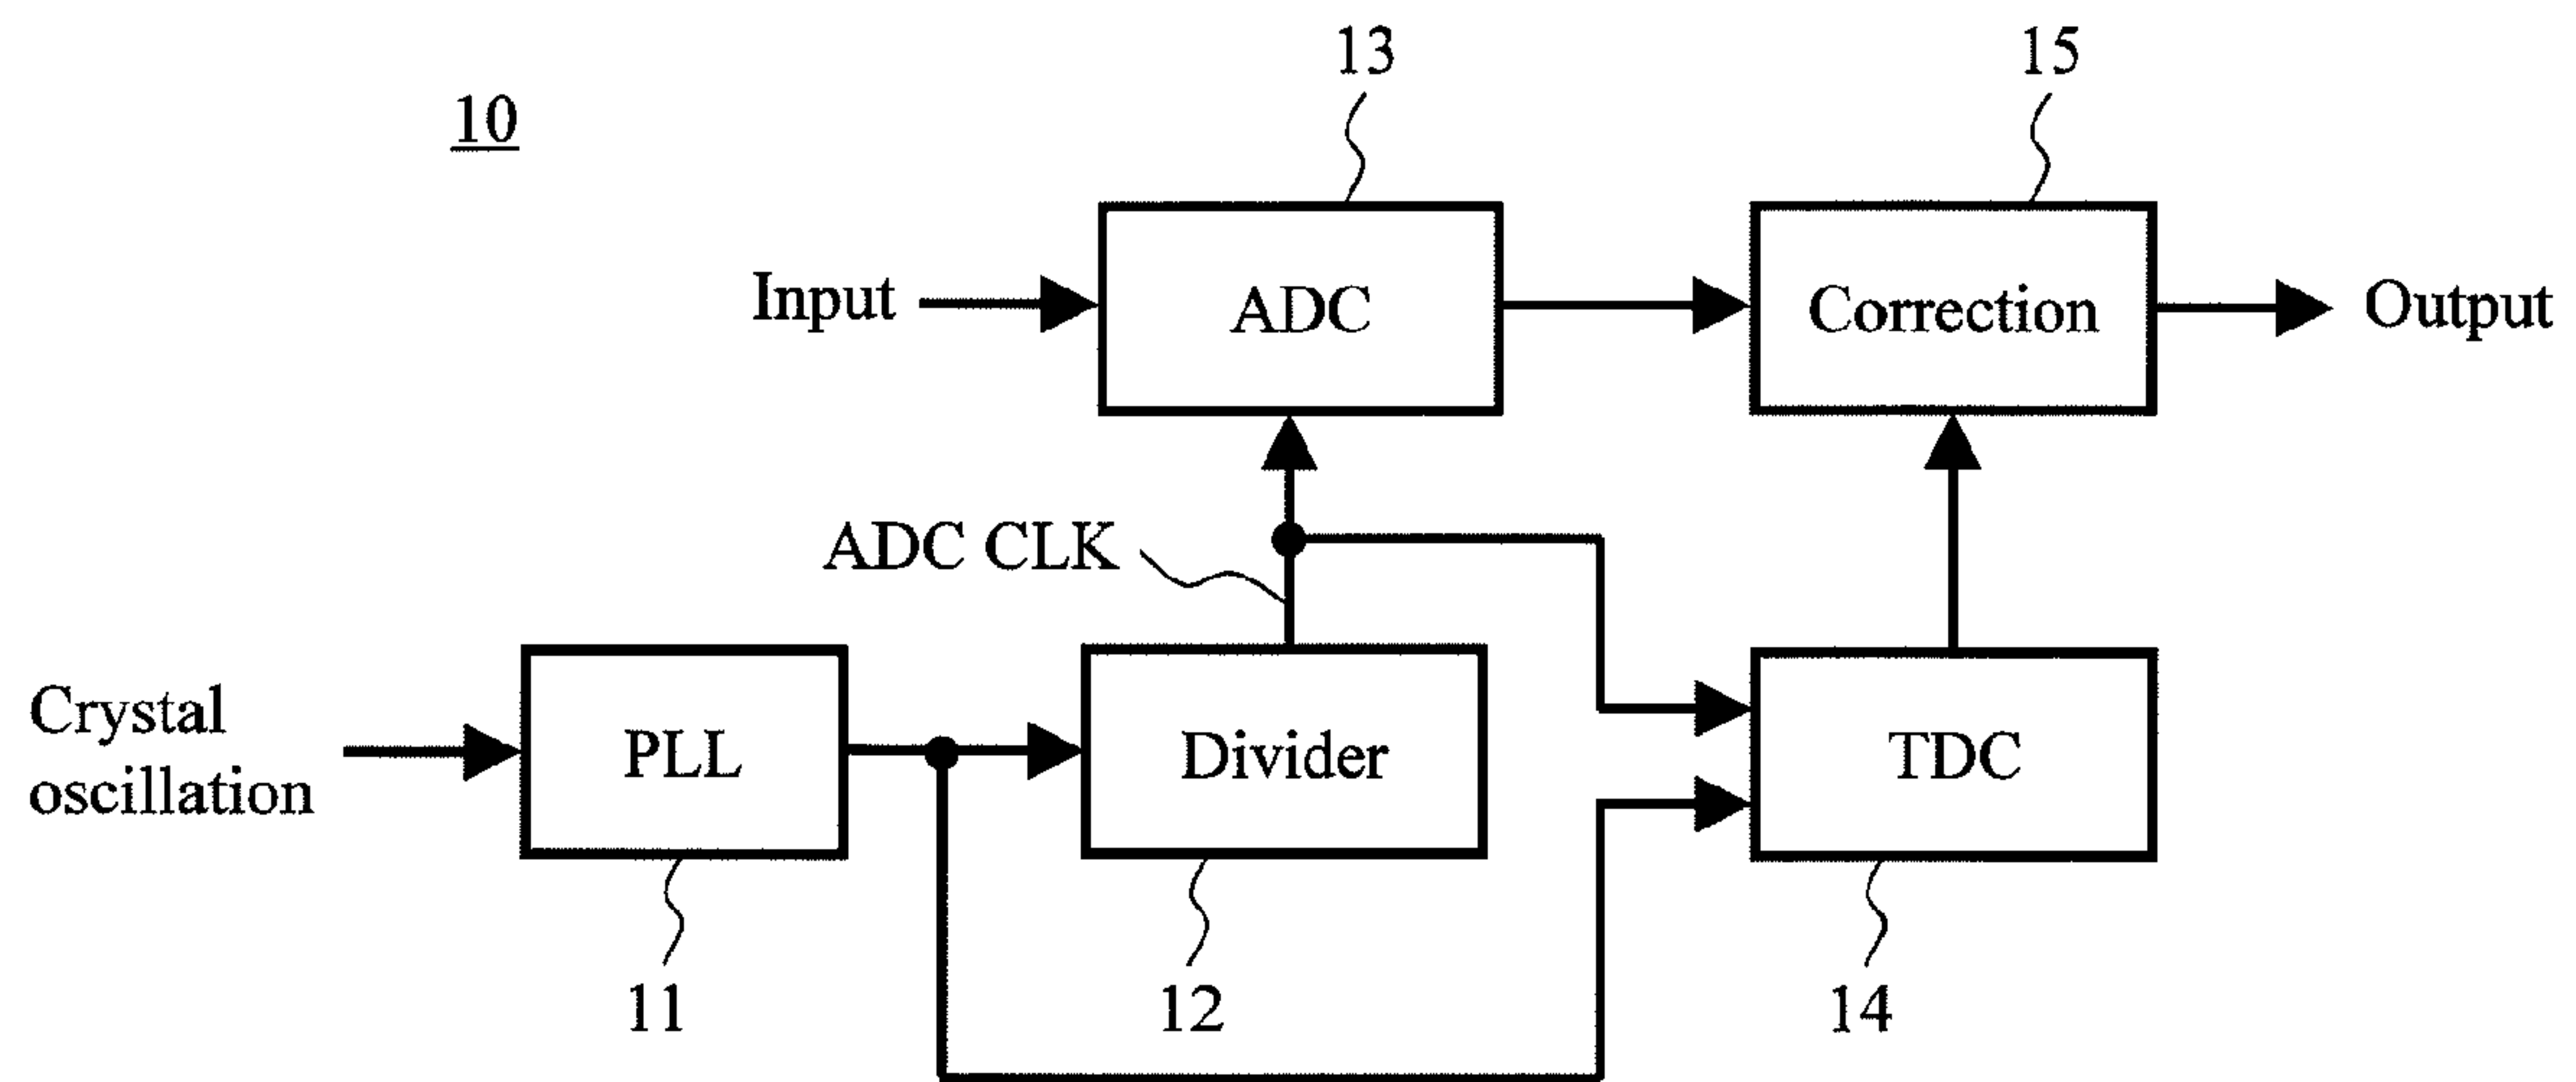 10
13
15
Input
ADC
Correction
Output
ADC CLK
Crystal
oscillation
PLL
Divider
TDC
11
12
14